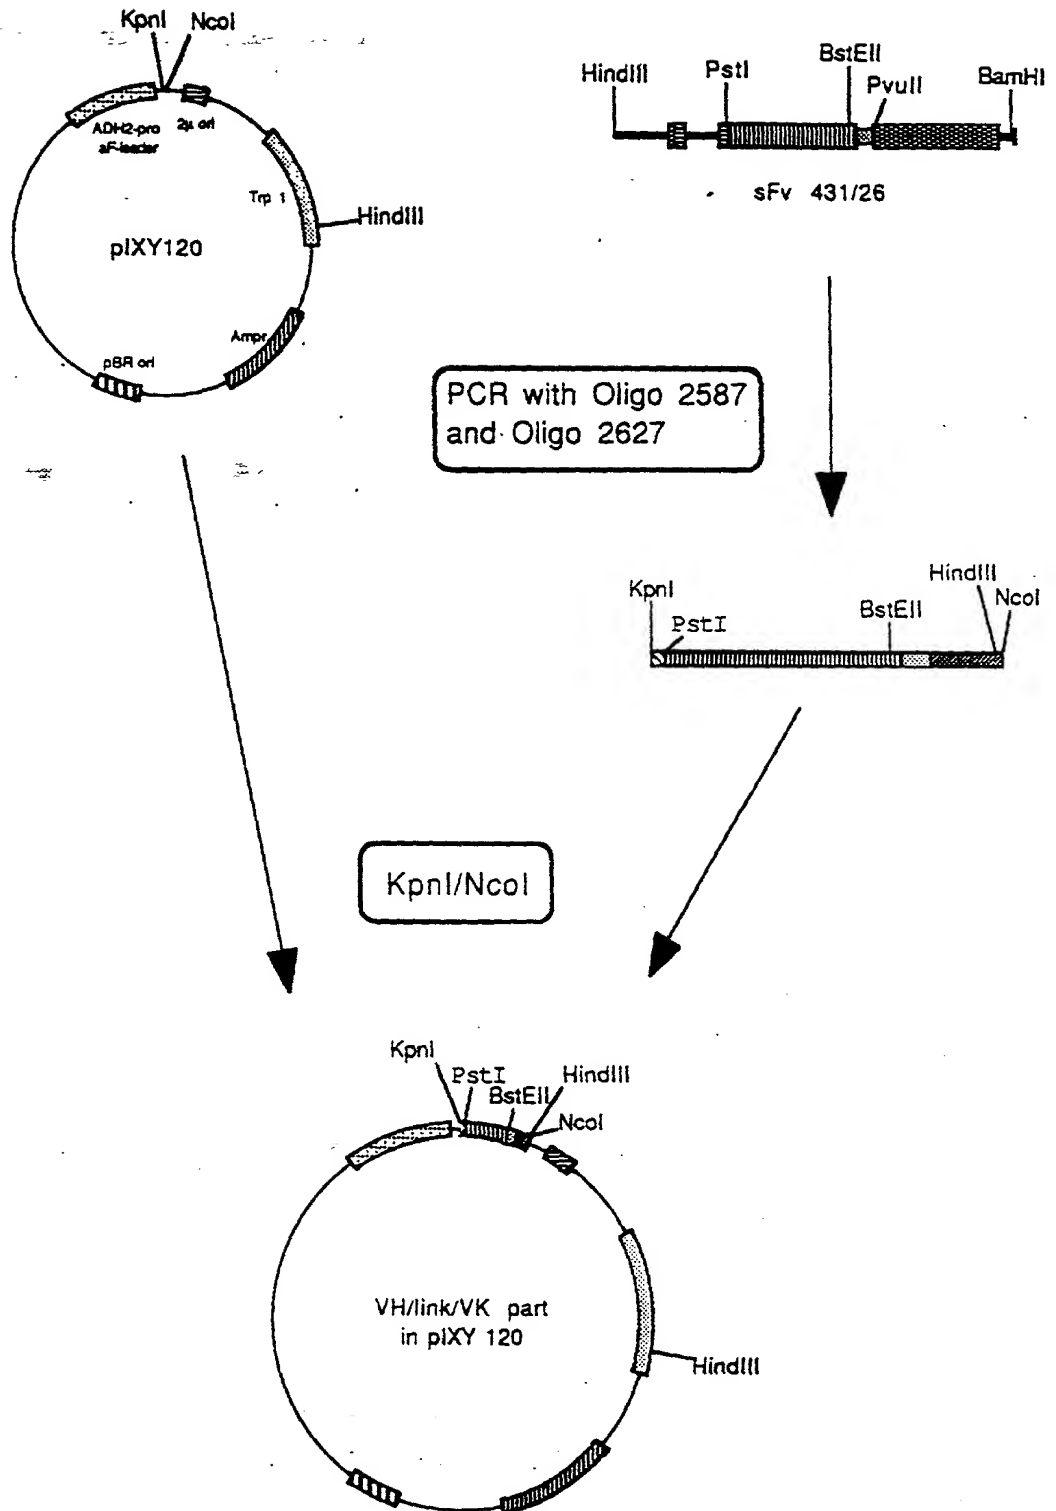 KpnI NcoI
ADH2-pro
aF-leader
2μ ori
Trp 1
HindIII
pIXY120
Ampr
pBR ori
HindIII PstI BstEII PvuII BamHI
sFv 431/26
PCR with Oligo 2587
and Oligo 2627
KpnI PstI BstEII HindIII NcoI
KpnI/NcoI
KpnI PstI BstEII HindIII NcoI
VH/link/VK part
in pIXY 120
HindIII